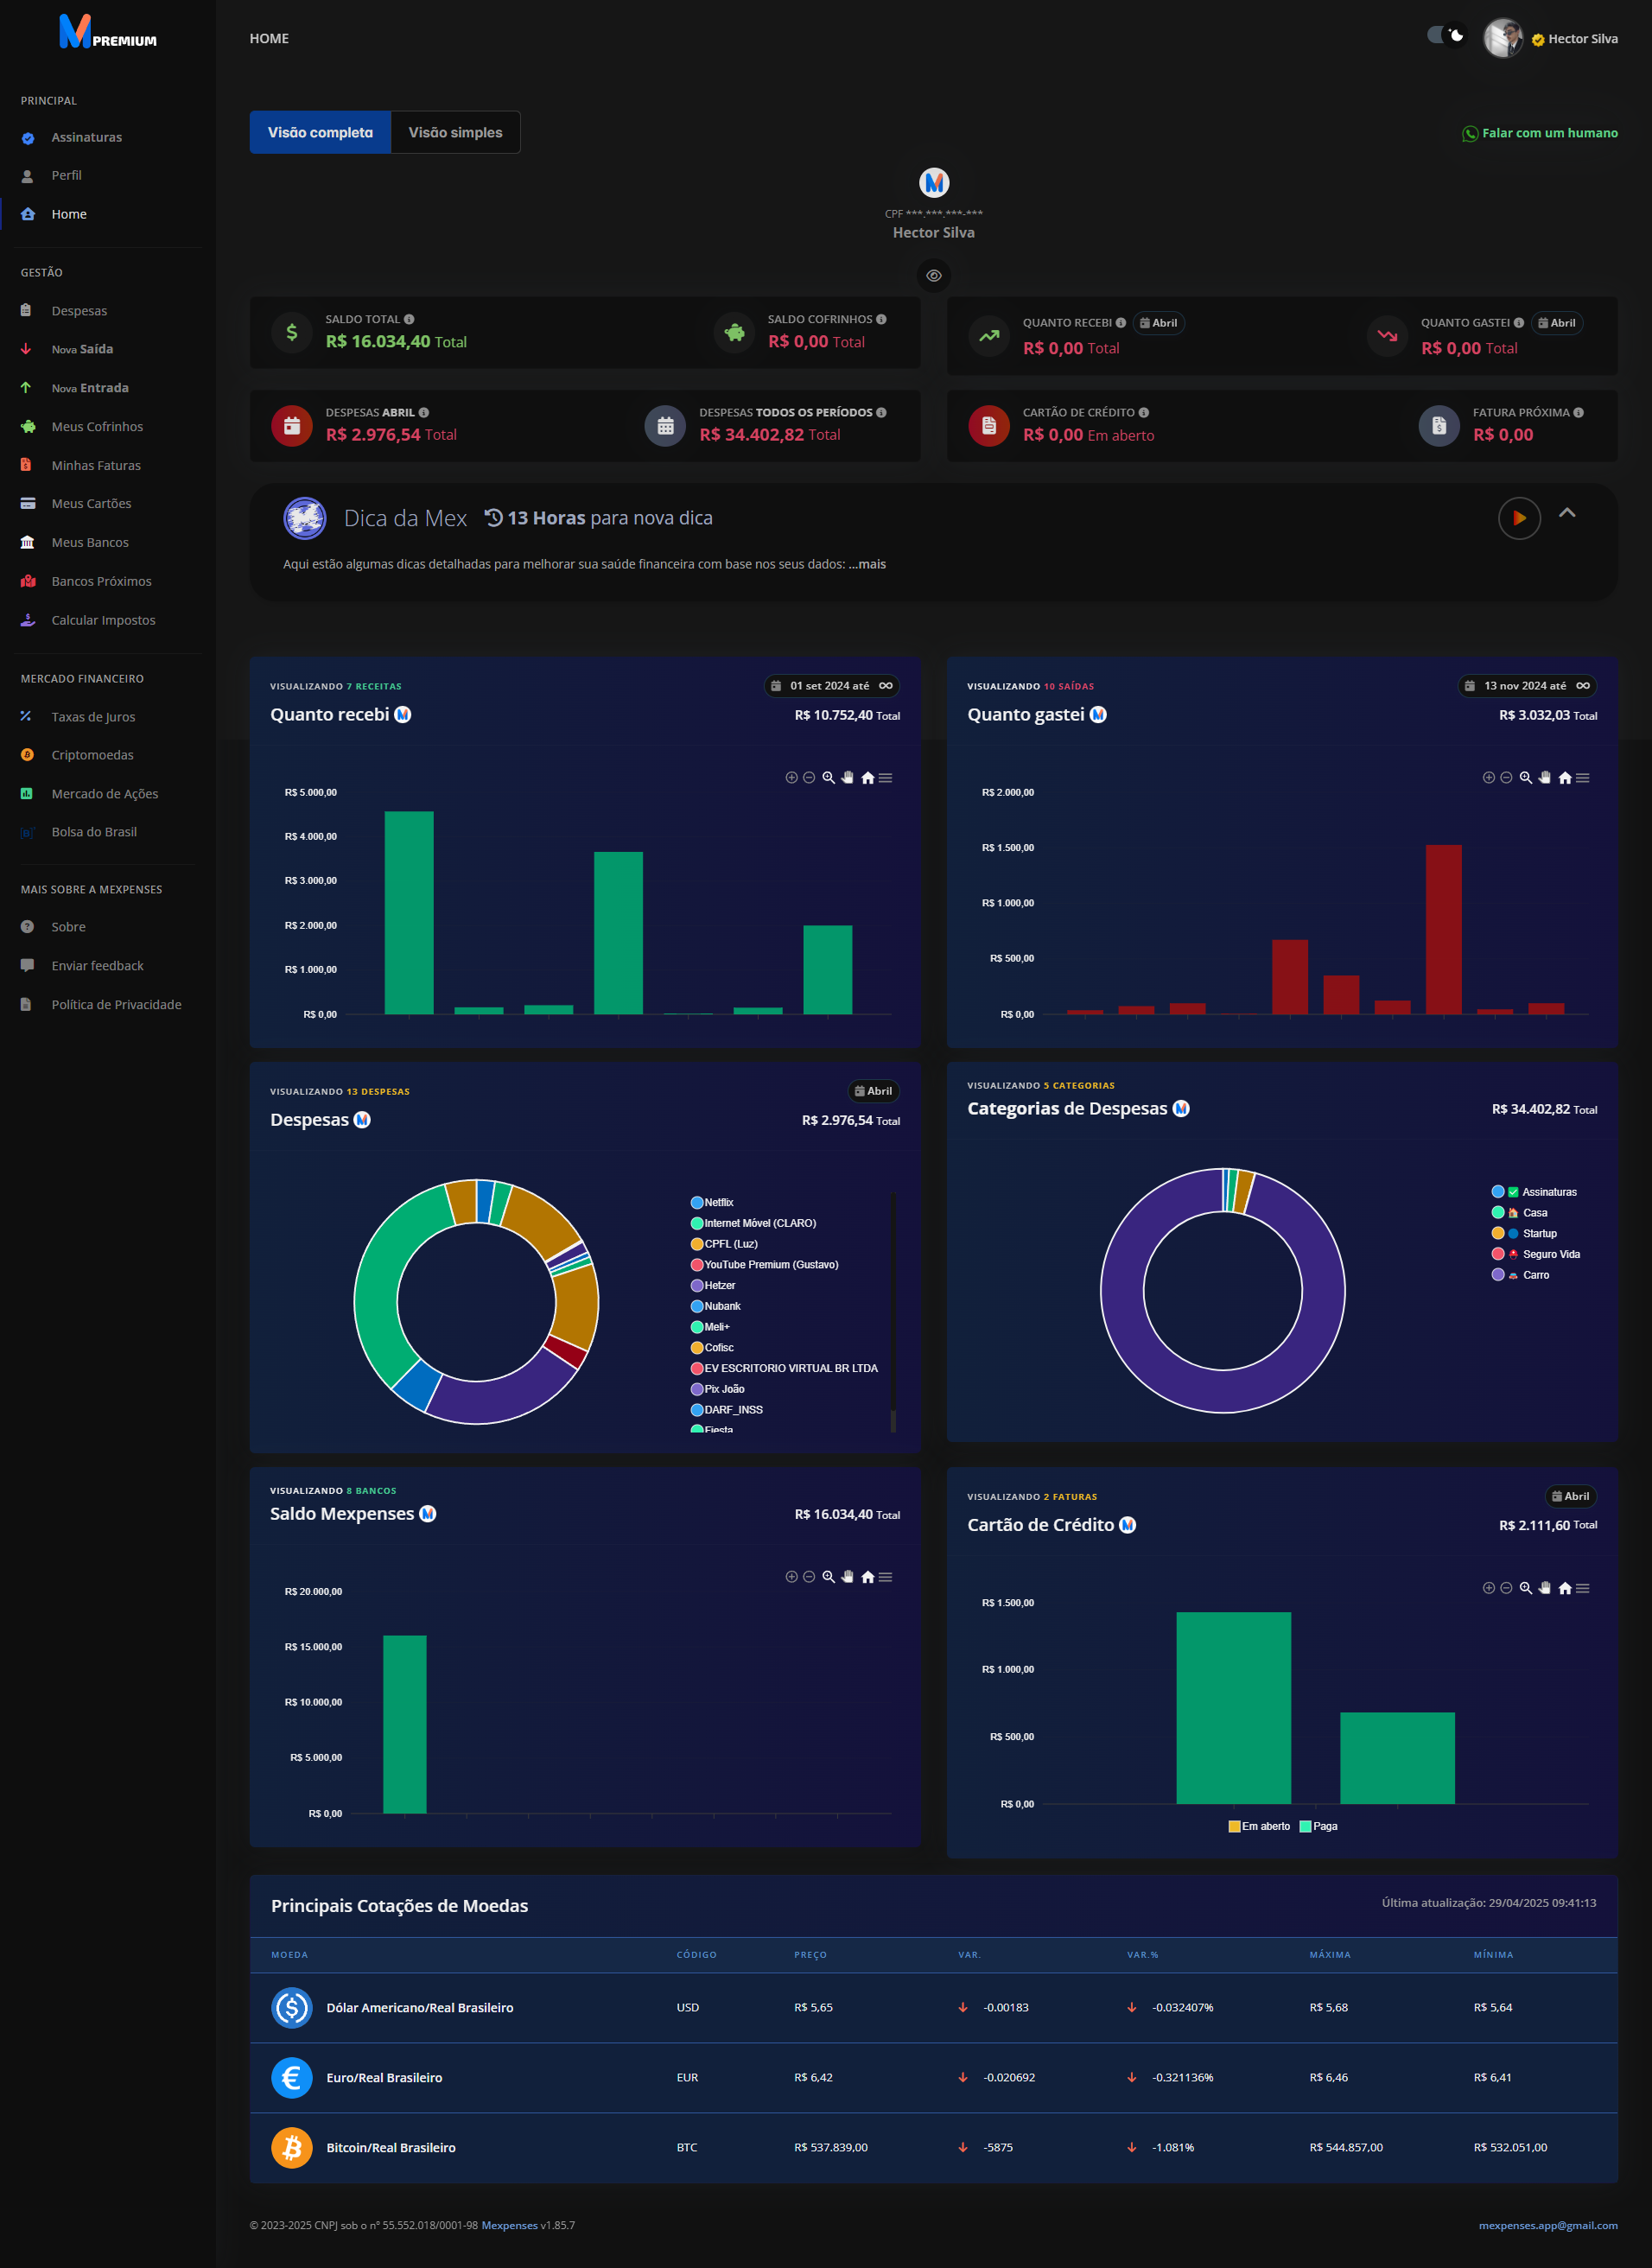 PREMIUM
HOME
Hector Silva
PRINCIPAL
Assinaturas
Perfil
Home
GESTÃO
Despesas
Nova Saída
Nova Entrada
Meus Cofrinhos
Minhas Faturas
Meus Cartões
Meus Bancos
Bancos Próximos
Calcular Impostos
MERCADO FINANCEIRO
Taxas de Juros
Criptomoedas
Mercado de Ações
Bolsa do Brasil
MAIS SOBRE A MEXPENSES
Sobre
Enviar feedback
Política de Privacidade
Visão completa Visão simples
Falar com um humano
CPF ***.***.***-***
Hector Silva
SALDO TOTAL
R$ 16.034,40 Total
SALDO COFRINHOS
R$ 0,00 Total
QUANTO RECEBI Abril
R$ 0,00 Total
QUANTO GASTEI Abril
R$ 0,00 Total
DESPESAS ABRIL
R$ 2.976,54 Total
DESPESAS TODOS OS PERÍODOS
R$ 34.402,82 Total
CARTÃO DE CRÉDITO
R$ 0,00 Em aberto
FATURA PRÓXIMA
R$ 0,00
Dica da Mex 13 Horas para nova dica
Aqui estão algumas dicas detalhadas para melhorar sua saúde financeira com base nos seus dados: ...mais
VISUALIZANDO 7 RECEITAS
01 set 2024 até ∞
Quanto recebi
R$ 10.752,40 Total
R$ 5.000,00
R$ 4.000,00
R$ 3.000,00
R$ 2.000,00
R$ 1.000,00
R$ 0,00
VISUALIZANDO 10 SAÍDAS
13 nov 2024 até ∞
Quanto gastei
R$ 3.032,03 Total
R$ 2.000,00
R$ 1.500,00
R$ 1.000,00
R$ 500,00
R$ 0,00
VISUALIZANDO 13 DESPESAS
Abril
Despesas
R$ 2.976,54 Total
Netflix
Internet Móvel (CLARO)
CPFL (Luz)
YouTube Premium (Gustavo)
Hetzer
Nubank
Meli+
Cofisc
EV ESCRITORIO VIRTUAL BR LTDA
Pix João
DARF_INSS
Fiesta
VISUALIZANDO 5 CATEGORIAS
Categorias de Despesas
R$ 34.402,82 Total
Assinaturas
Casa
Startup
Seguro Vida
Carro
VISUALIZANDO 8 BANCOS
Saldo Mexpenses
R$ 16.034,40 Total
R$ 20.000,00
R$ 15.000,00
R$ 10.000,00
R$ 5.000,00
R$ 0,00
VISUALIZANDO 2 FATURAS
Abril
Cartão de Crédito
R$ 2.111,60 Total
R$ 1.500,00
R$ 1.000,00
R$ 500,00
R$ 0,00
Em aberto Paga
Principais Cotações de Moedas
Última atualização: 29/04/2025 09:41:13
MOEDA CÓDIGO PREÇO VAR. VAR.% MÁXIMA MÍNIMA
Dólar Americano/Real Brasileiro USD R$ 5,65 -0.00183 -0.032407% R$ 5,68 R$ 5,64
Euro/Real Brasileiro EUR R$ 6,42 -0.020692 -0.321136% R$ 6,46 R$ 6,41
Bitcoin/Real Brasileiro BTC R$ 537.839,00 -5875 -1.081% R$ 544.857,00 R$ 532.051,00
© 2023-2025 CNPJ sob o nº 55.552.018/0001-98 Mexpenses v1.85.7
mexpenses.app@gmail.com